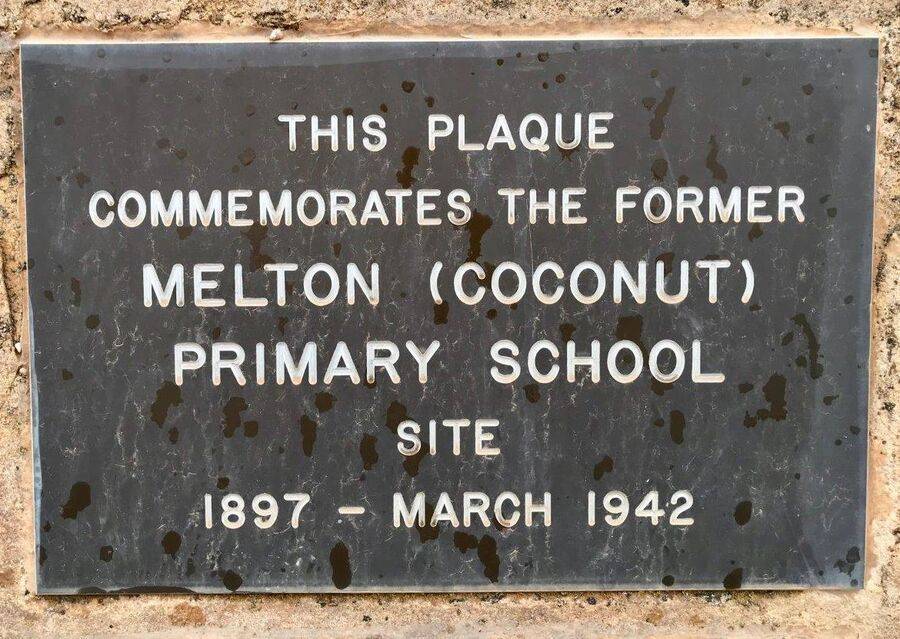 THIS PLAQUE
COMMEMORATES THE FORMER
MELTON (COCONUT)
PRIMARY SCHOOL
SITE
1897 - MARCH 1942